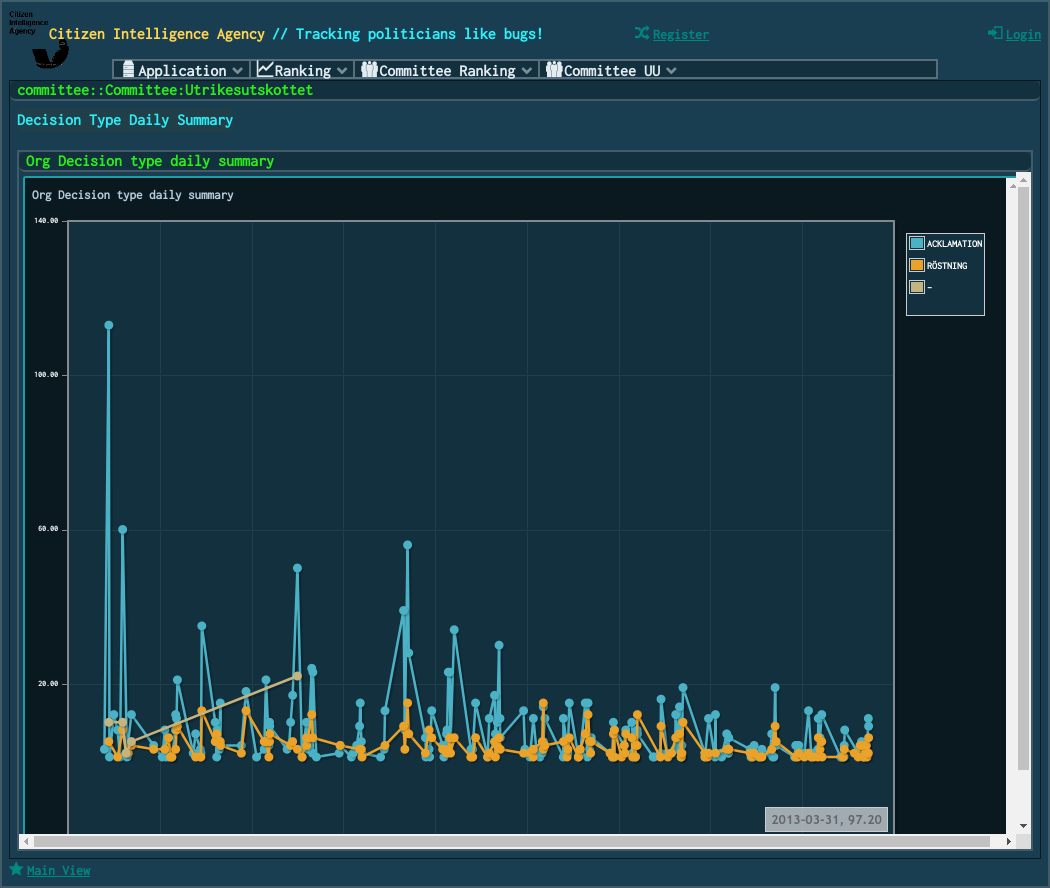 Citizen
Intelligence
Agency
Citizen Intelligence Agency // Tracking politicians like bugs!
Register
Login
Application
Ranking
Committee Ranking
Committee UU
committee::Committee:Utrikesutskottet
Decision Type Daily Summary
Org Decision type daily summary
Org Decision type daily summary
140.00
100.00
60.00
20.00
ACKLAMATION
RÖSTNING
-
2013-03-31, 97.20
Main View